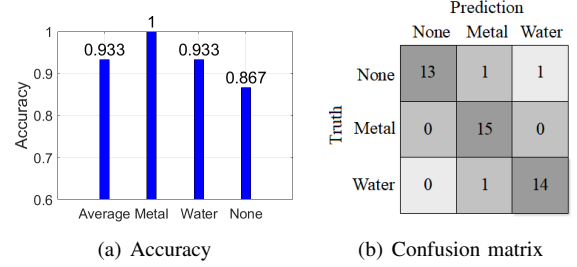 1
0.933
0.933
0.867
1
0.9
0.8
0.7
0.6
Accuracy
Average Metal Water None
(a) Accuracy
Prediction
None Metal Water
Truth
None 13 1 1
Metal 0 15 0
Water 0 1 14
(b) Confusion matrix